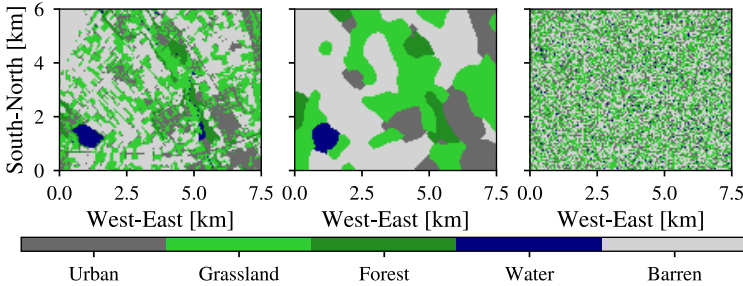 South-North [km]
6
4
2
0
0.0 2.5 5.0 7.5
0.0 2.5 5.0 7.5
0.0 2.5 5.0 7.5
West-East [km] West-East [km] West-East [km]
Urban Grassland Forest Water Barren